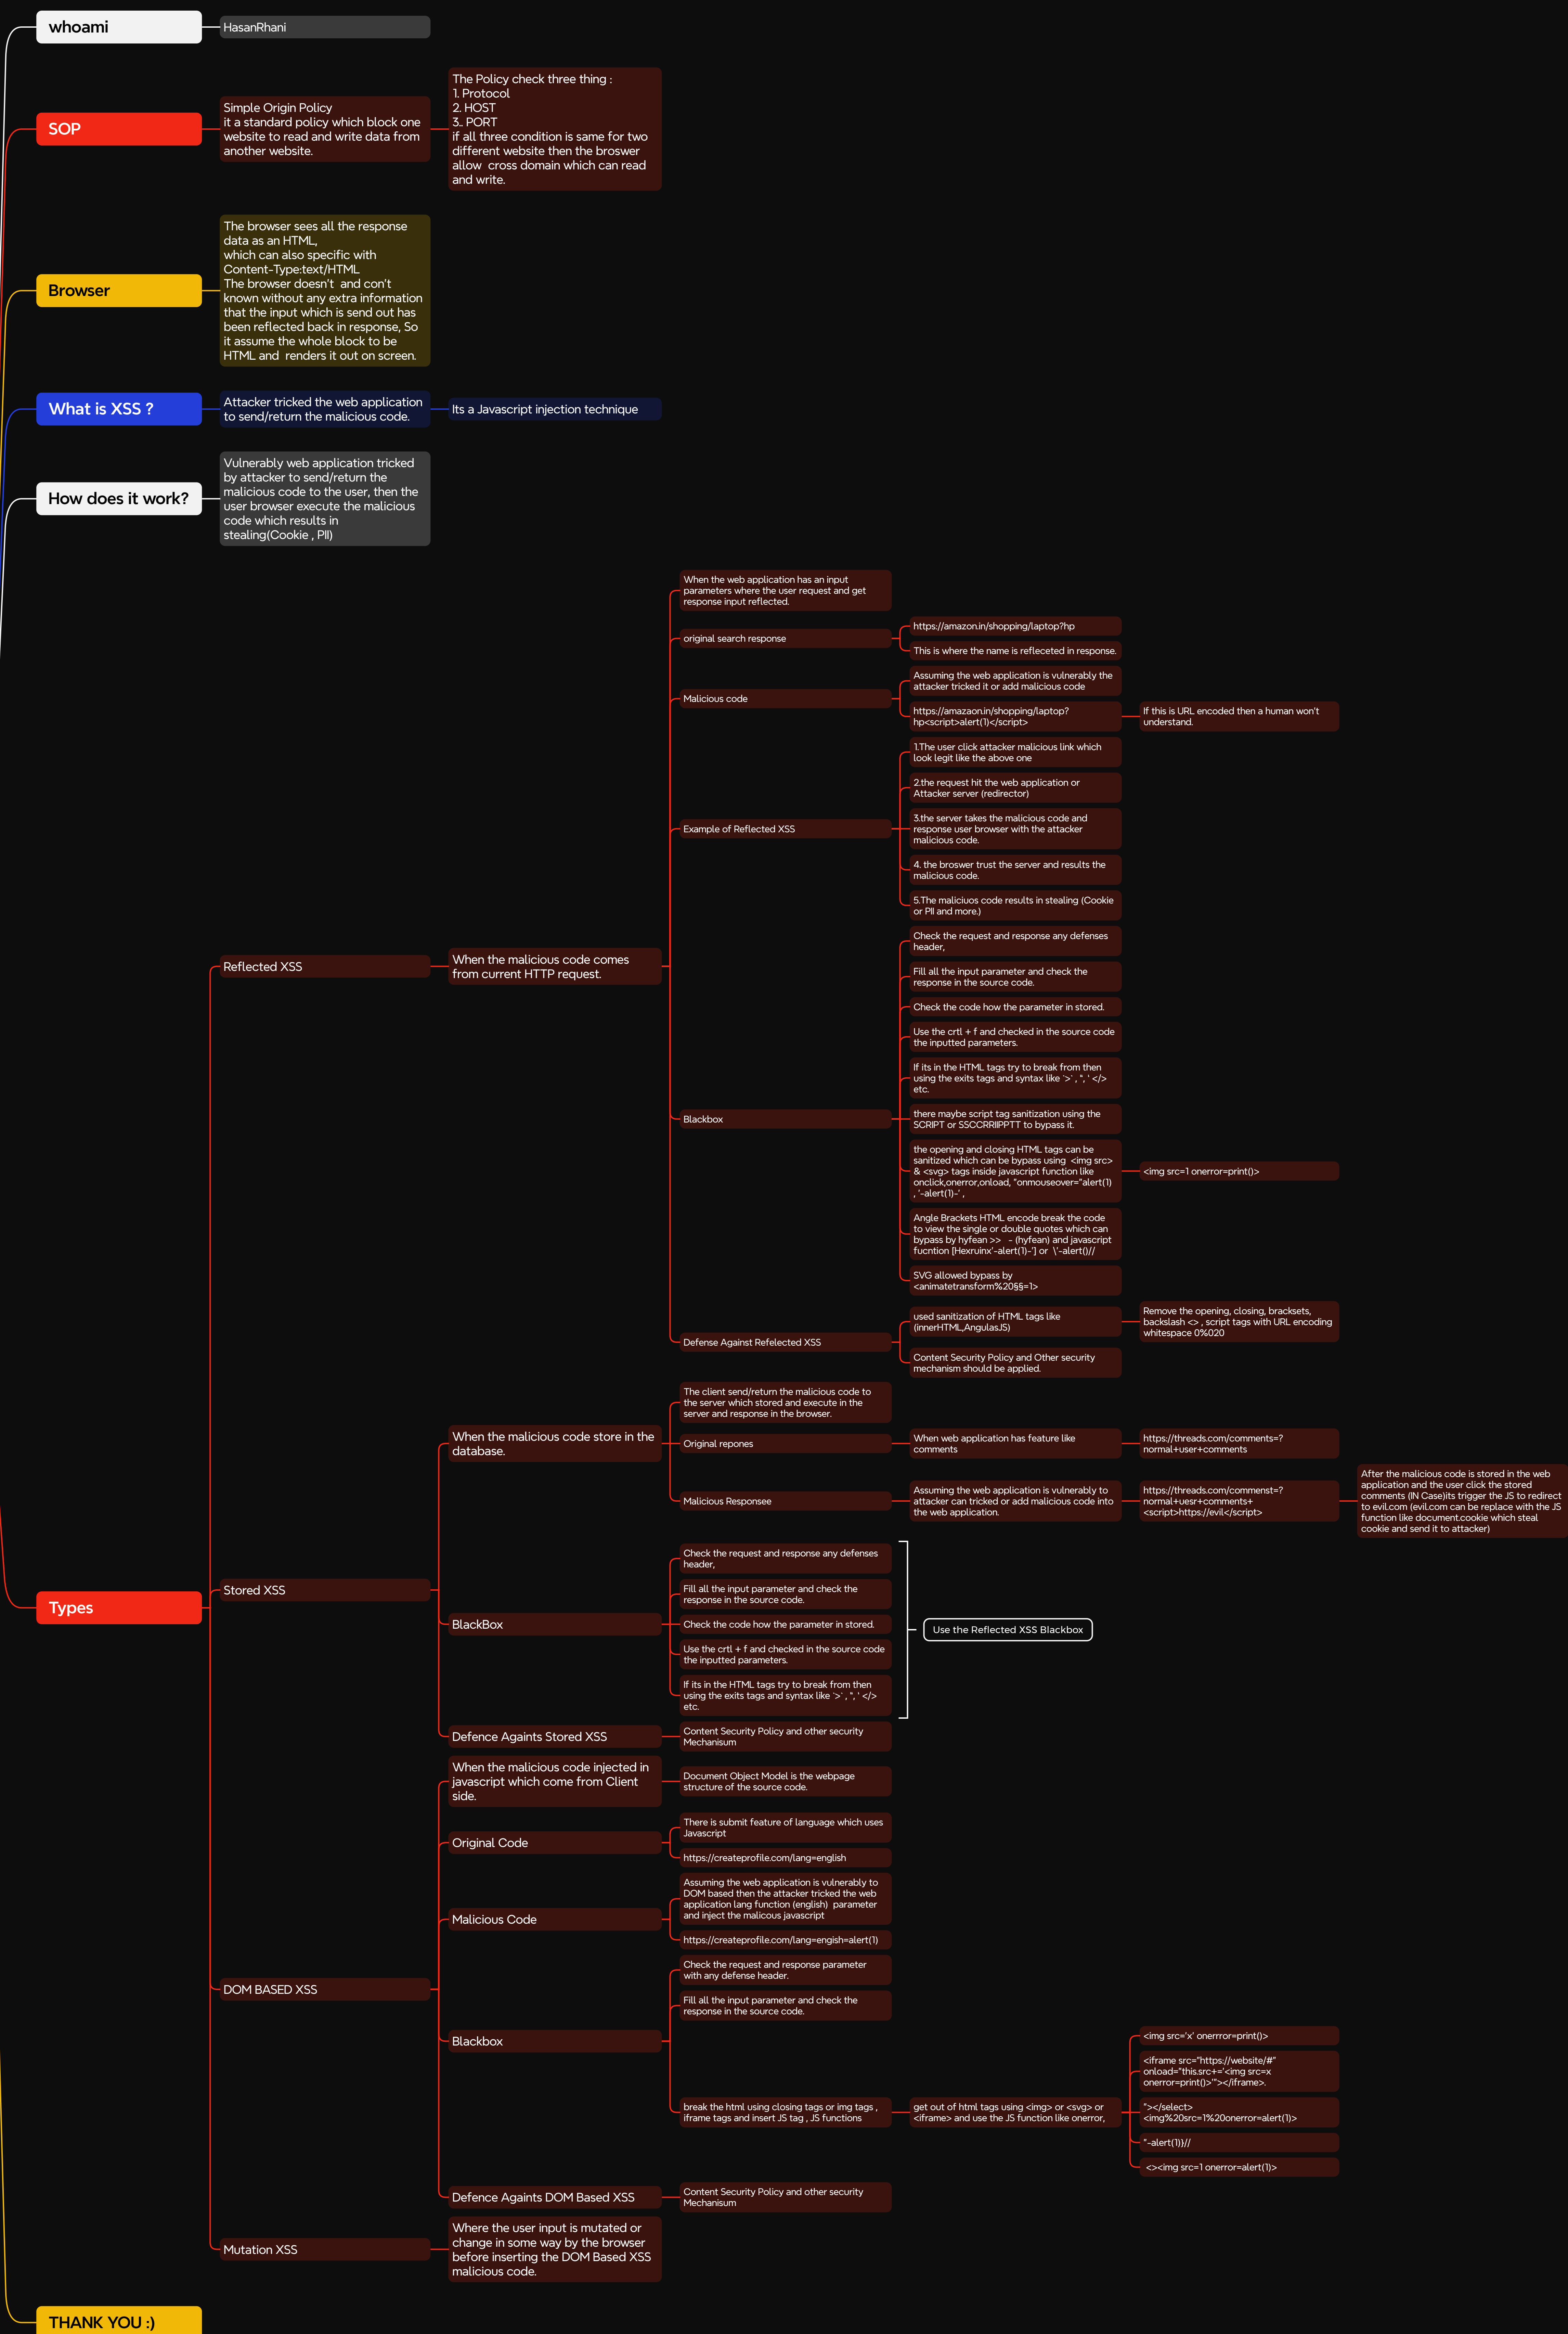 whoami
HasanRhani
SOP
Simple Origin Policy
it a standard policy which block one
website to read and write data from
another website.
The Policy check three thing :
1. Protocol
2. HOST
3.. PORT
if all three condition is same for two
different website then the broswer
allow  cross domain which can read
and write.
Browser
The browser sees all the response
data as an HTML,
which can also specific with
Content-Type:text/HTML
The browser doesn't  and con't
known without any extra information
that the input which is send out has
been reflected back in response, So
it assume the whole block to be
HTML and  renders it out on screen.
What is XSS ?
Attacker tricked the web application
to send/return the malicious code.
Its a Javascript injection technique
How does it work?
Vulnerably web application tricked
by attacker to send/return the
malicious code to the user, then the
user browser execute the malicious
code which results in
stealing(Cookie , PII)
Types
Reflected XSS
When the malicious code comes
from current HTTP request.
When the web application has an input
parameters where the user request and get
response input reflected.
original search response
https://amazon.in/shopping/laptop?hp
This is where the name is refleceted in response.
Malicious code
Assuming the web application is vulnerably the
attacker tricked it or add malicious code
https://amazaon.in/shopping/laptop?
hp<script>alert(1)</script>
If this is URL encoded then a human won't
understand.
Example of Reflected XSS
1.The user click attacker malicious link which
look legit like the above one
2.the request hit the web application or
Attacker server (redirector)
3.the server takes the malicious code and
response user browser with the attacker
malicious code.
4. the broswer trust the server and results the
malicious code.
5.The maliciuos code results in stealing (Cookie
or PII and more.)
Blackbox
Check the request and response any defenses
header,
Fill all the input parameter and check the
response in the source code.
Check the code how the parameter in stored.
Use the crtl + f and checked in the source code
the inputted parameters.
If its in the HTML tags try to break from then
using the exits tags and syntax like `>` , ", ' </>
etc.
there maybe script tag sanitization using the
SCRIPT or SSCCRRIIPPTT to bypass it.
the opening and closing HTML tags can be
sanitized which can be bypass using  <img src>
& <svg> tags inside javascript function like
onclick,onerror,onload, "onmouseover="alert(1)
, '-alert(1)-' ,
<img src=1 onerror=print()>
Angle Brackets HTML encode break the code
to view the single or double quotes which can
bypass by hyfean >>   - (hyfean) and javascript
fucntion [Hexruinx'-alert(1)-'] or  \'-alert()//
SVG allowed bypass by
<animatetransform%20§§=1>
Defense Against Refelected XSS
used sanitization of HTML tags like
(innerHTML,AngulasJS)
Remove the opening, closing, bracksets,
backslash <> , script tags with URL encoding
whitespace 0%020
Content Security Policy and Other security
mechanism should be applied.
Stored XSS
When the malicious code store in the
database.
The client send/return the malicious code to
the server which stored and execute in the
server and response in the browser.
Original repones
When web application has feature like
comments
https://threads.com/comments=?
normal+user+comments
Malicious Responsee
Assuming the web application is vulnerably to
attacker can tricked or add malicious code into
the web application.
https://threads.com/commenst=?
normal+uesr+comments+
<script>https://evil</script>
After the malicious code is stored in the web
application and the user click the stored
comments (IN Case)its trigger the JS to redirect
to evil.com (evil.com can be replace with the JS
function like document.cookie which steal
cookie and send it to attacker)
BlackBox
Check the request and response any defenses
header,
Fill all the input parameter and check the
response in the source code.
Check the code how the parameter in stored.
Use the crtl + f and checked in the source code
the inputted parameters.
If its in the HTML tags try to break from then
using the exits tags and syntax like `>` , ", ' </>
etc.
Use the Reflected XSS Blackbox
Defence Againts Stored XSS
Content Security Policy and other security
Mechanisum
DOM BASED XSS
When the malicious code injected in
javascript which come from Client
side.
Document Object Model is the webpage
structure of the source code.
Original Code
There is submit feature of language which uses
Javascript
https://createprofile.com/lang=english
Malicious Code
Assuming the web application is vulnerably to
DOM based then the attacker tricked the web
application lang function (english)  parameter
and inject the malicous javascript
https://createprofile.com/lang=engish=alert(1)
Blackbox
Check the request and response parameter
with any defense header.
Fill all the input parameter and check the
response in the source code.
break the html using closing tags or img tags ,
iframe tags and insert JS tag , JS functions
get out of html tags using <img> or <svg> or
<iframe> and use the JS function like onerror,
<img src='x' onerrror=print()>
<iframe src="https://website/#"
onload="this.src+='<img src=x
onerror=print()>'"></iframe>.
"></select>
<img%20src=1%20onerror=alert(1)>
"-alert(1)}//
<><img src=1 onerror=alert(1)>
Defence Againts DOM Based XSS
Content Security Policy and other security
Mechanisum
Mutation XSS
Where the user input is mutated or
change in some way by the browser
before inserting the DOM Based XSS
malicious code.
THANK YOU :)